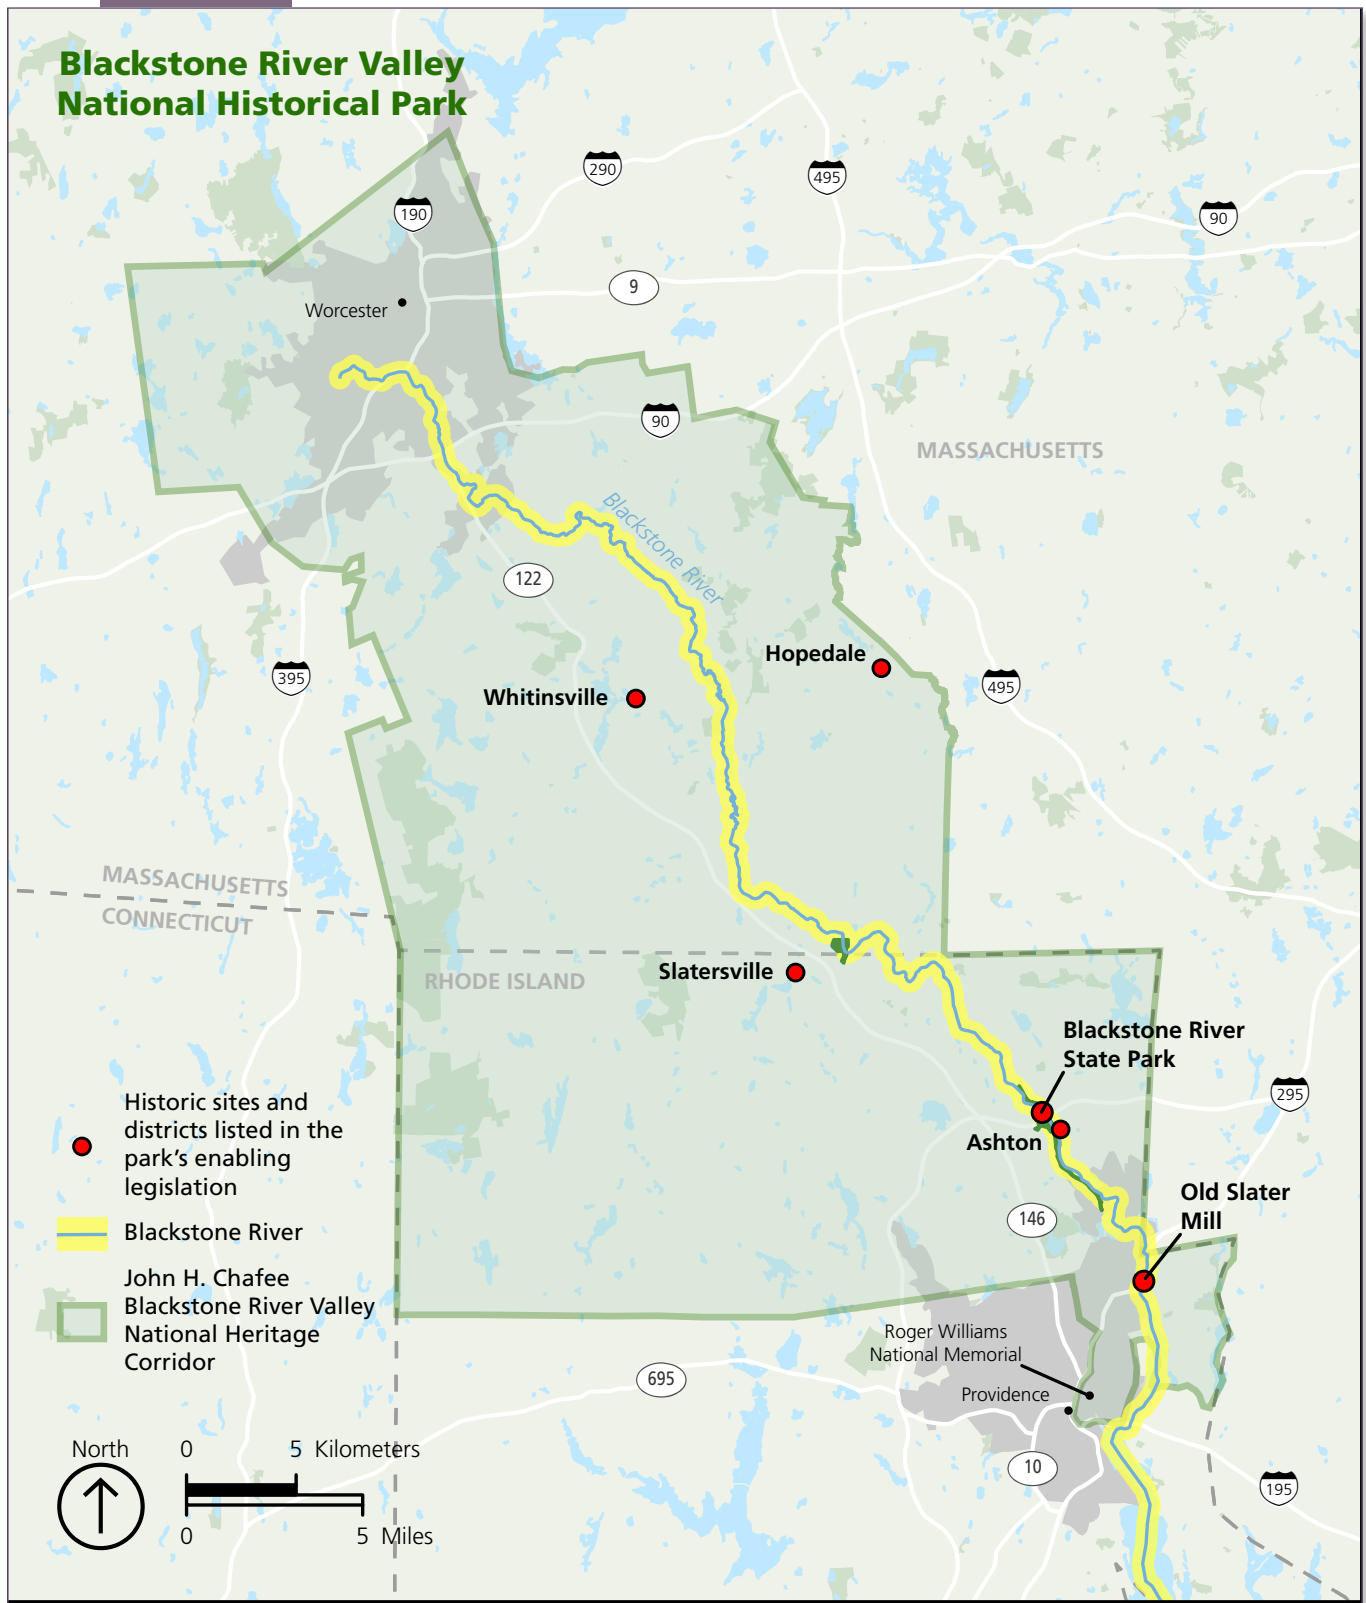 Blackstone River Valley
National Historical Park
290
495
190
90
9
Worcester
90
MASSACHUSETTS
Blackstone River
122
Hopedale
395
495
Whitinsville
MASSACHUSETTS
CONNECTICUT
Slatersville
RHODE ISLAND
Blackstone River
State Park
295
Ashton
Historic sites and
districts listed in the
park's enabling
legislation
Old Slater
Mill
146
Blackstone River
John H. Chafee
Blackstone River Valley
National Heritage
Corridor
Roger Williams
National Memorial
695
Providence
North
0 5 Kilometers
10
195
0 5 Miles